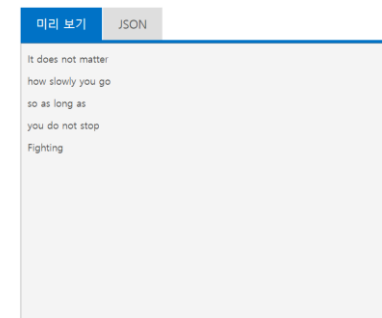 미리 보기 JSON
It does not matter
how slowly you go
so as long as
you do not stop
Fighting